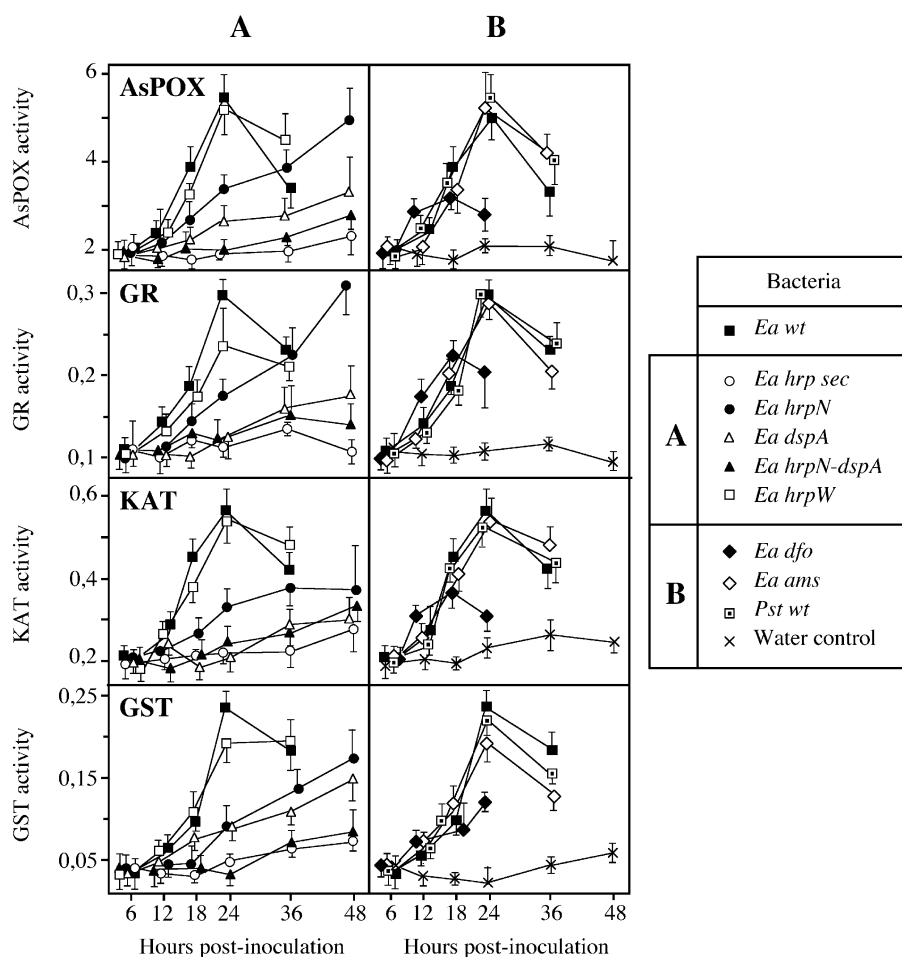 A
B
AsPOX activity
6
4
2
AsPOX
GR activity
0,3
0,2
0,1
GR
KAT activity
0,6
0,4
0,2
KAT
GST activity
0,25
0,15
0,05
GST
6 12 18 24 36 48
6 12 18 24 36 48
Hours post-inoculation
Hours post-inoculation
Bacteria
Ea wt
A
Ea hrp sec
Ea hrpN
Ea dspA
Ea hrpN-dspA
Ea hrpW
B
Ea dfo
Ea ams
Pst wt
Water control